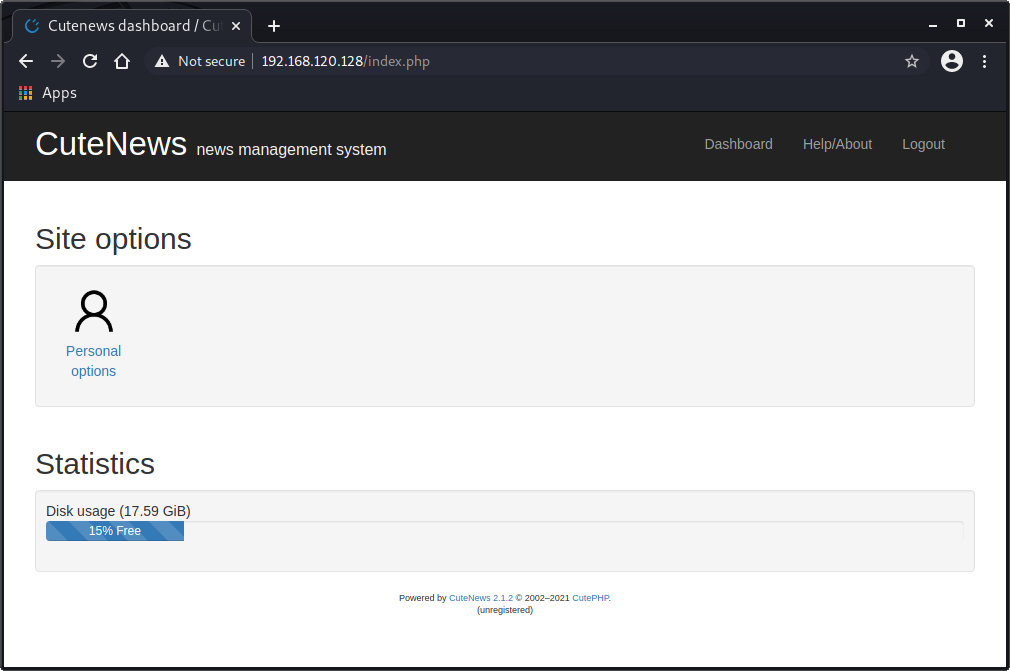 Cutenews dashboard / Cu
Not secure 192.168.120.128/index.php
Apps
CuteNews news management system Dashboard Help/About Logout
Site options
Personal
options
Statistics
Disk usage (17.59 GiB)
15% Free
Powered by CuteNews 2.1.2 © 2002–2021 CutePHP.
(unregistered)